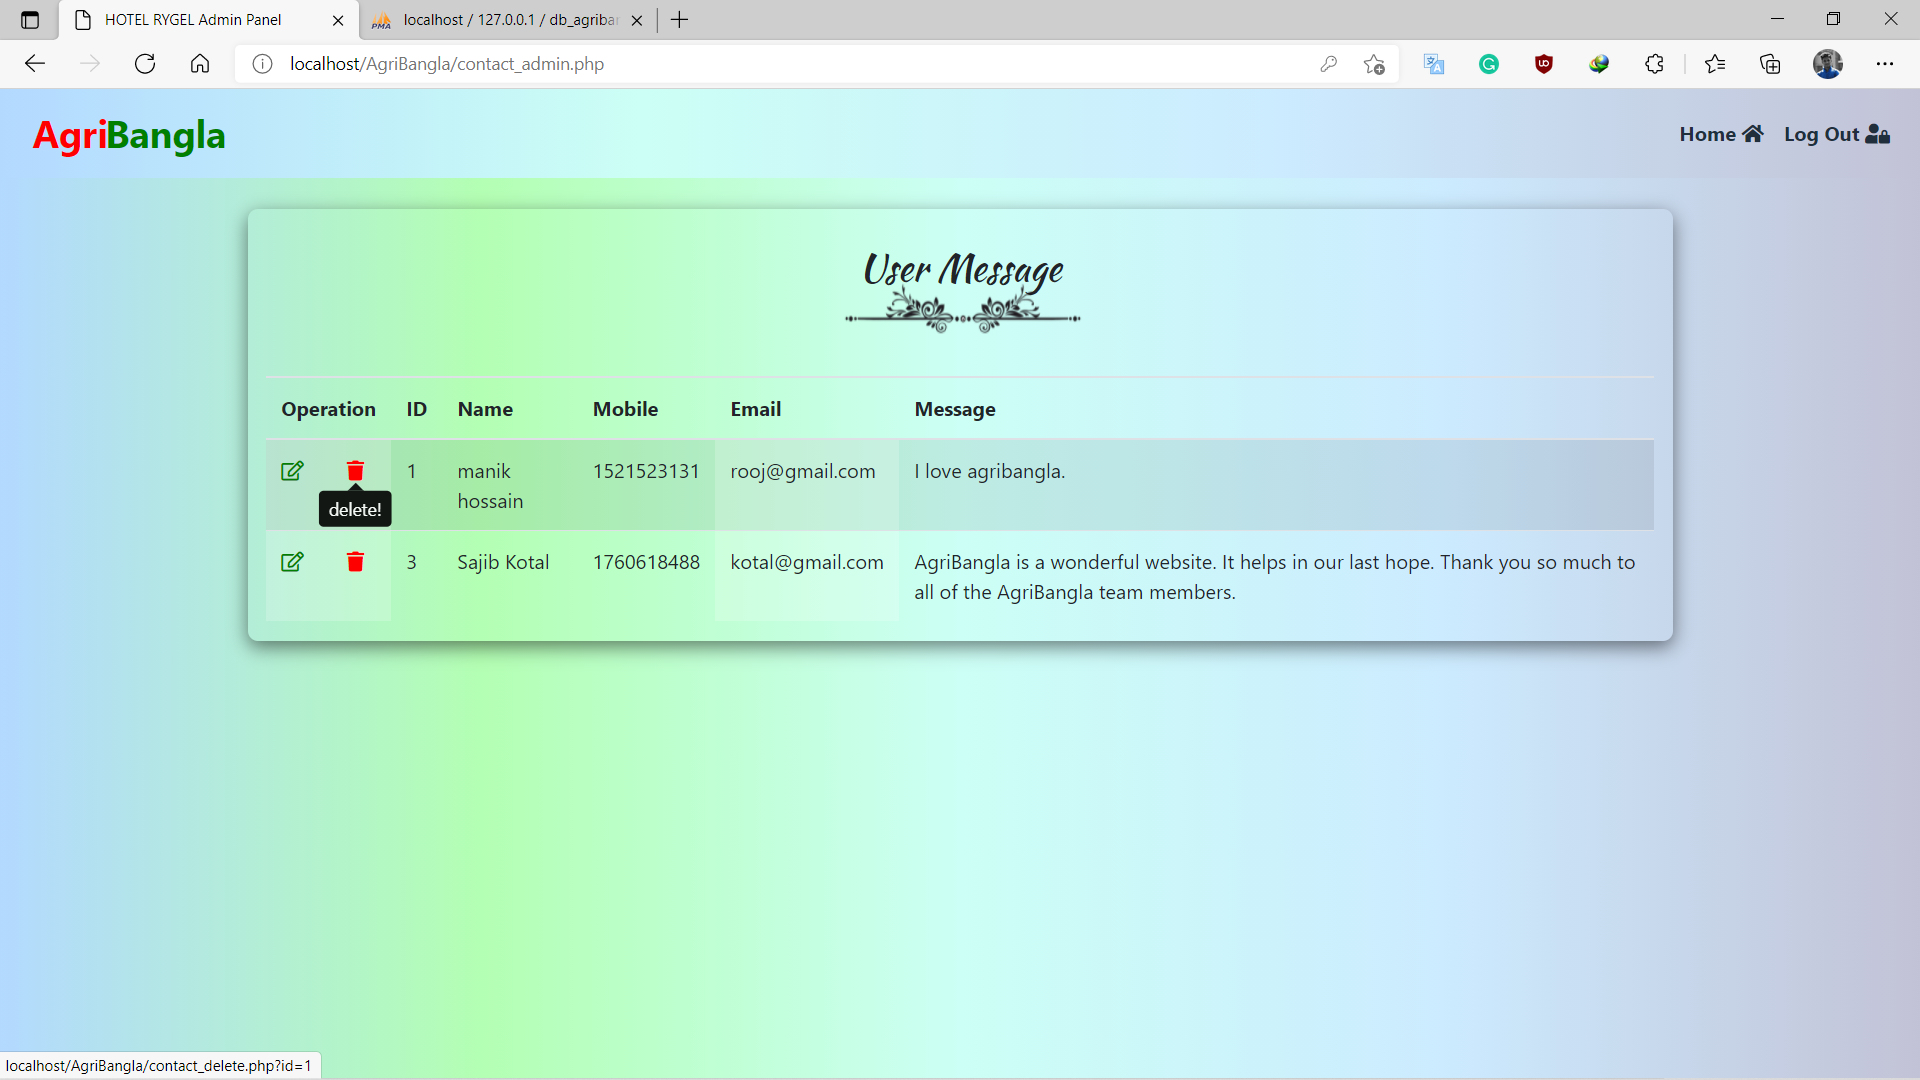 HOTEL RYGEL Admin Panel
localhost / 127.0.0.1 / db_agriba
localhost/AgriBangla/contact_admin.php
AgriBangla
Home
Log Out
User Message
Operation ID Name Mobile Email Message
1 manik hossain 1521523131 rooj@gmail.com I love agribangla.
delete!
3 Sajib Kotal 1760618488 kotal@gmail.com AgriBangla is a wonderful website. It helps in our last hope. Thank you so much to
all of the AgriBangla team members.
localhost/AgriBangla/contact_delete.php?id=1